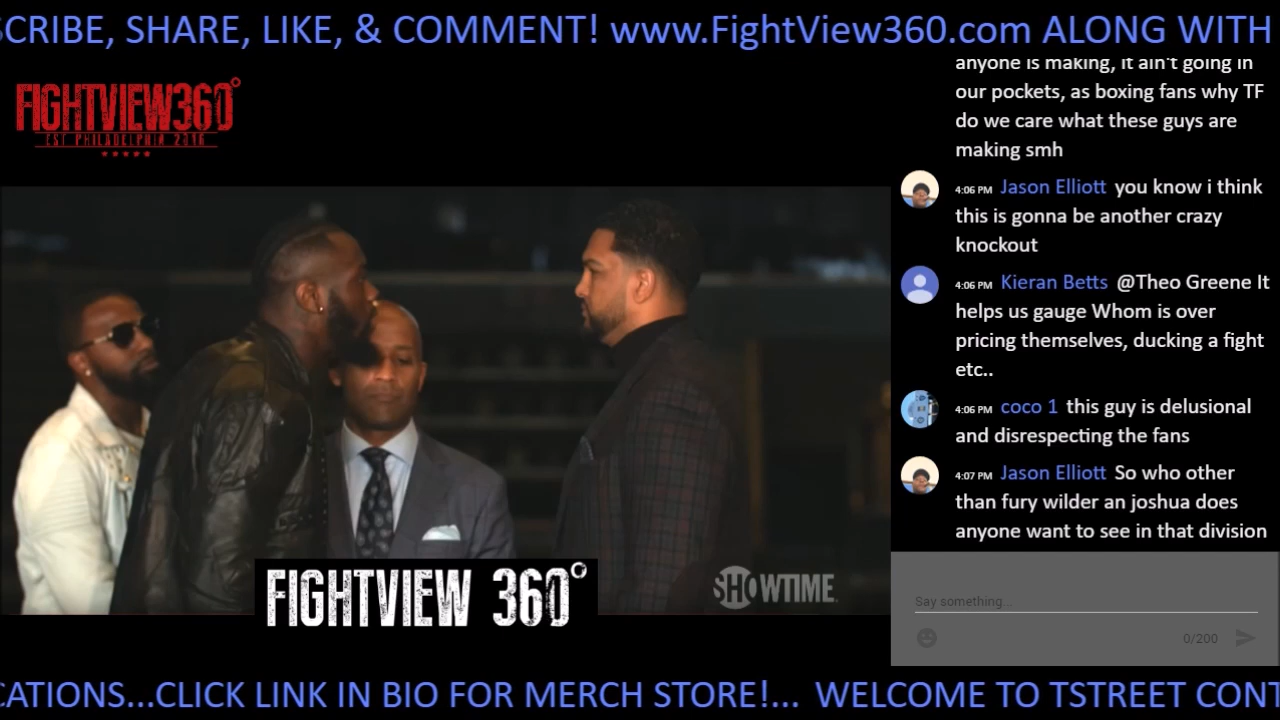 SCRIBE, SHARE, LIKE, & COMMENT! www.FightView360.com ALONG WITH
FIGHTVIEW360°
EST PHILADELPHIA 2016
anyone is making, it ain't going in
our pockets, as boxing fans why TF
do we care what these guys are
making smh
4:06 PM Jason Elliott you know i think
this is gonna be another crazy
knockout
4:06 PM Kieran Betts @Theo Greene It
helps us gauge Whom is over
pricing themselves, ducking a fight
etc..
4:06 PM coco 1 this guy is delusional
and disrespecting the fans
4:07 PM Jason Elliott So who other
than fury wilder an joshua does
anyone want to see in that division
Say something...
0/200
SHOWTIME
FIGHTVIEW 360°
CATIONS...CLICK LINK IN BIO FOR MERCH STORE!... WELCOME TO TSTREET CONT